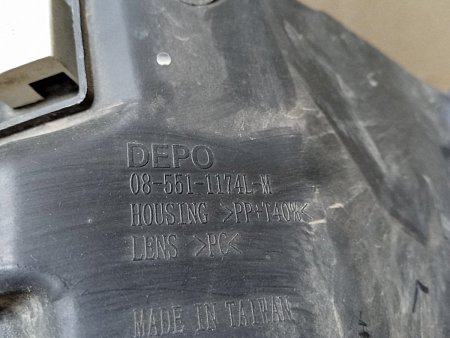 DEPO
08-551-1174L-M
HOUSING >PP+T40%<
LENS >PC<
MADE IN TAIWAN